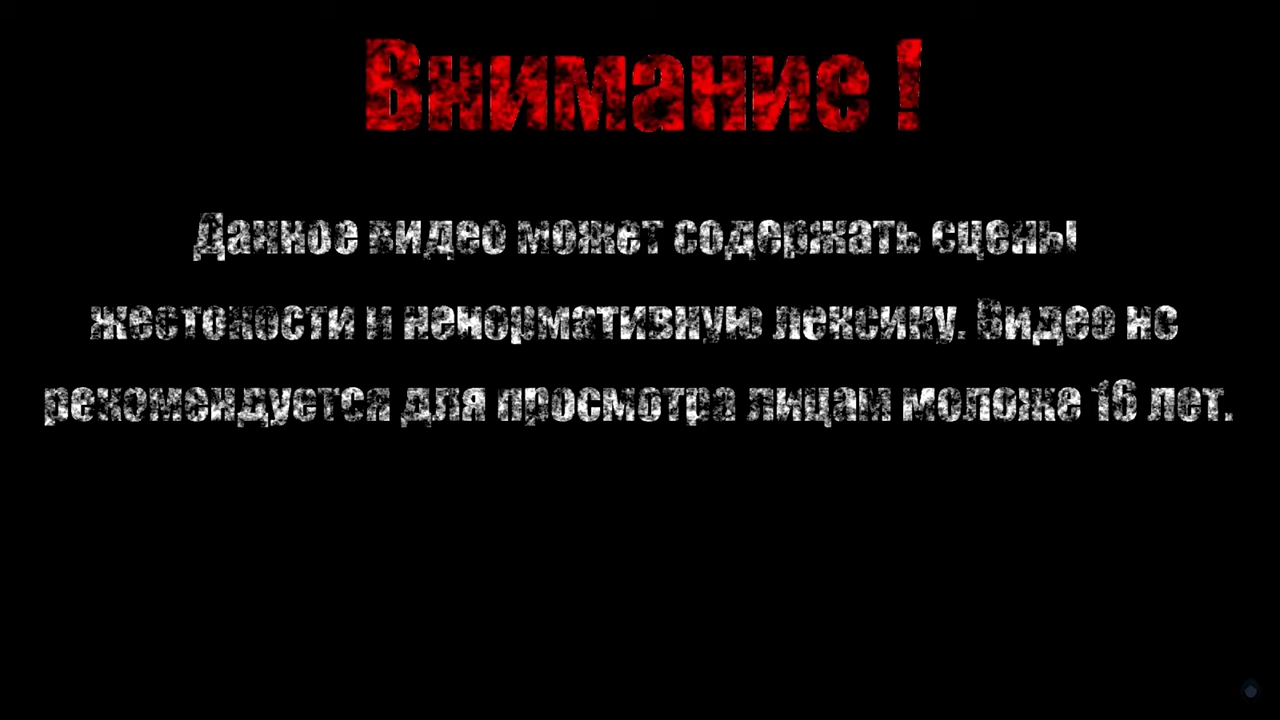 Внимание !
Данное видео может содержать сцены
жестокости и ненормативную лексику. Видео не
рекомендуется для просмотра лицам моложе 16 лет.